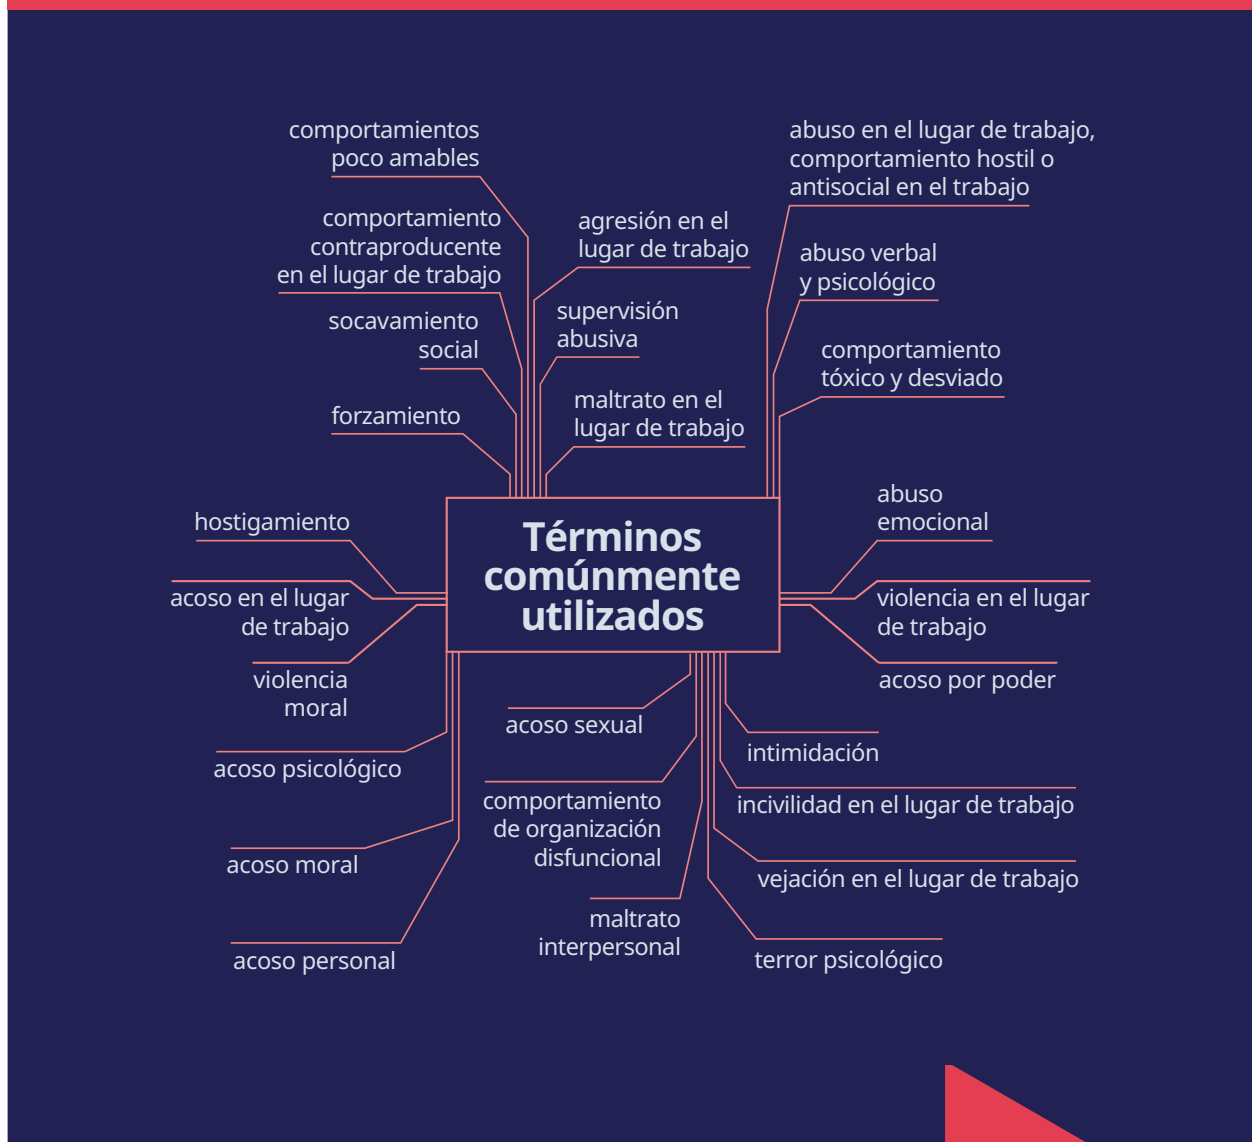 comportamientos
poco amables
comportamiento
contraproducente
en el lugar de trabajo
socavamiento
social
forzamiento
agresión en el
lugar de trabajo
supervisión
abusiva
maltrato en el
lugar de trabajo
abuso en el lugar de trabajo,
comportamiento hostil o
antisocial en el trabajo
abuso verbal
y psicológico
comportamiento
tóxico y desviado
Términos
comúnmente
utilizados
hostigamiento
acoso en el lugar
de trabajo
violencia
moral
acoso psicológico
acoso moral
acoso personal
abuso
emocional
violencia en el lugar
de trabajo
acoso por poder
acoso sexual
comportamiento
de organización
disfuncional
maltrato
interpersonal
intimidación
incivilidad en el lugar de trabajo
vejación en el lugar de trabajo
terror psicológico